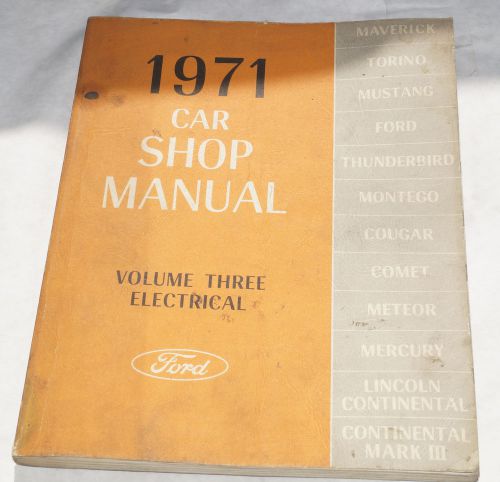 1971
CAR
SHOP
MANUAL
VOLUME THREE
ELECTRICAL
Ford
MAVERICK
TORINO
MUSTANG
FORD
THUNDERBIRD
MONTEGO
COUGAR
COMET
METEOR
MERCURY
LINCOLN
CONTINENTAL
CONTINENTAL
MARK III